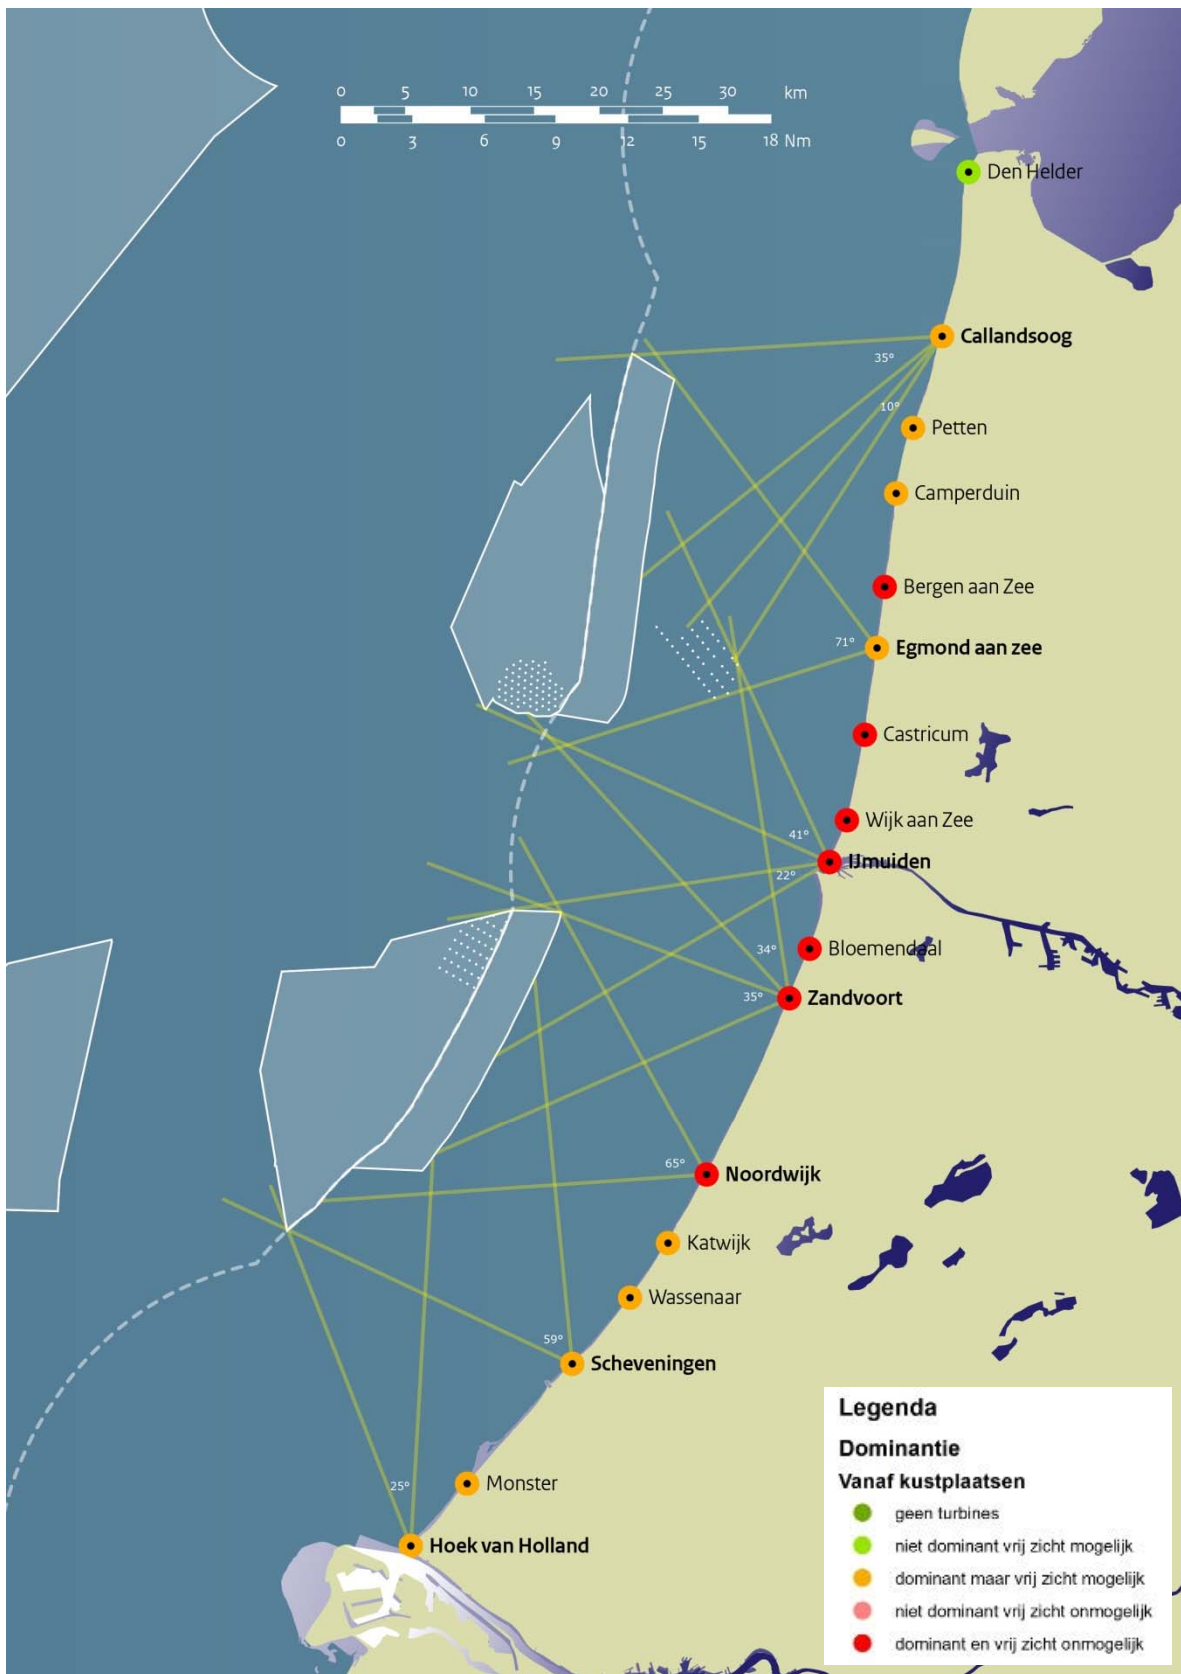 0 5 10 15 20 25 30 km
0 3 6 9 12 15 18 Nm
Den Helder
Callandsoog
35°
10°
Petten
Camperduin
Bergen aan Zee
71°
Egmond aan zee
Castricum
Wijk aan Zee
41°
IJmuiden
22°
34°
Bloemendaal
35°
Zandvoort
65°
Noordwijk
Katwijk
Wassenaar
59°
Scheveningen
25°
Monster
Hoek van Holland
Legenda
Dominantie
Vanaf kustplaatsen
geen turbines
niet dominant vrij zicht mogelijk
dominant maar vrij zicht mogelijk
niet dominant vrij zicht onmogelijk
dominant en vrij zicht onmogelijk